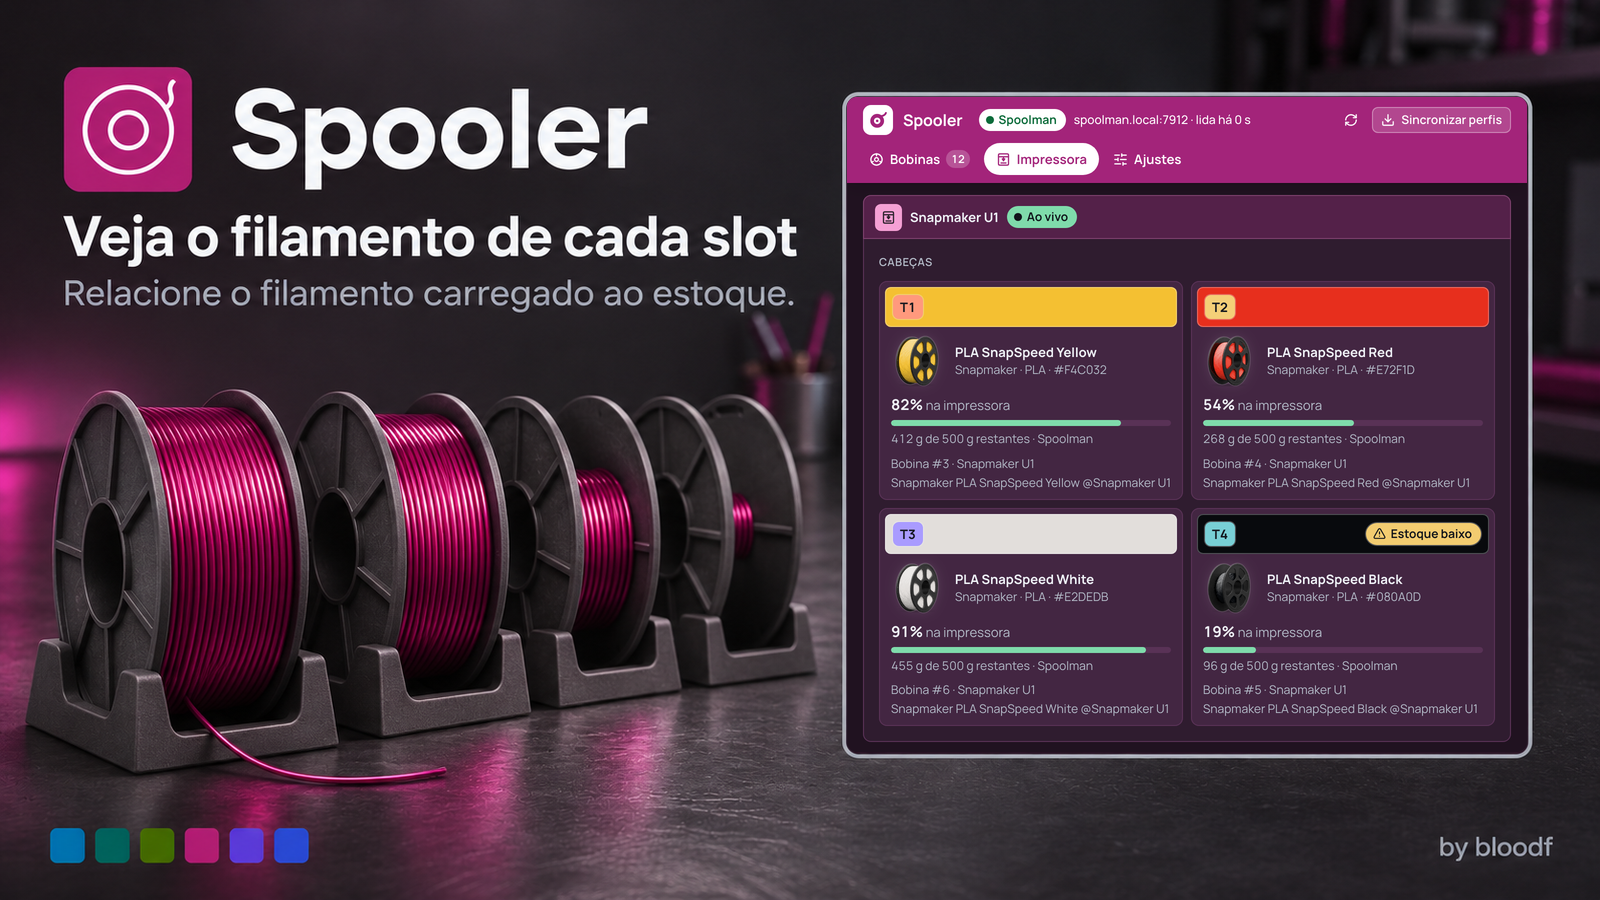 Spooler
Veja o filamento de cada slot
Relacione o filamento carregado ao estoque.
Spooler
Spoolman
spoolman.local:7912 · lida há 0 s
Sincronizar perfis
Bobinas 12
Impressora
Ajustes
Snapmaker U1
Ao vivo
CABEÇAS
T1
PLA SnapSpeed Yellow
Snapmaker · PLA · #F4C032
82% na impressora
412 g de 500 g restantes · Spoolman
Bobina #3 · Snapmaker U1
Snapmaker PLA SnapSpeed Yellow @Snapmaker U1
T2
PLA SnapSpeed Red
Snapmaker · PLA · #E72F1D
54% na impressora
268 g de 500 g restantes · Spoolman
Bobina #4 · Snapmaker U1
Snapmaker PLA SnapSpeed Red @Snapmaker U1
T3
PLA SnapSpeed White
Snapmaker · PLA · #E2DEDB
91% na impressora
455 g de 500 g restantes · Spoolman
Bobina #6 · Snapmaker U1
Snapmaker PLA SnapSpeed White @Snapmaker U1
T4
Estoque baixo
PLA SnapSpeed Black
Snapmaker · PLA · #080A0D
19% na impressora
96 g de 500 g restantes · Spoolman
Bobina #5 · Snapmaker U1
Snapmaker PLA SnapSpeed Black @Snapmaker U1
by bloodf